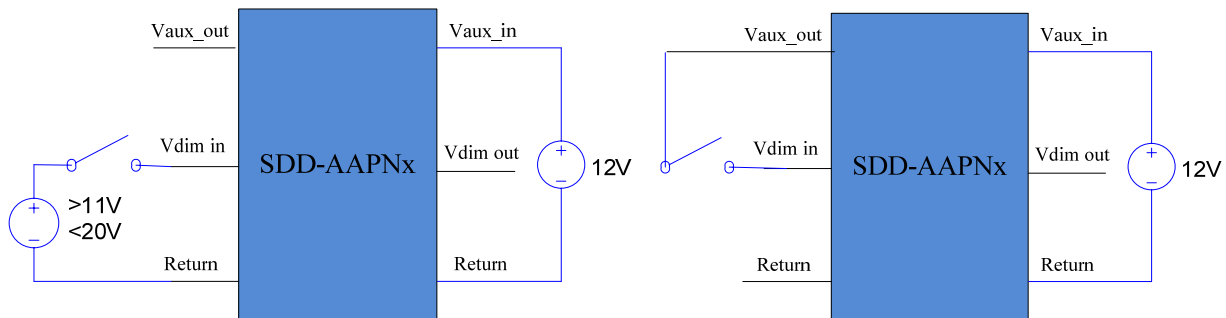 Vaux_out
Vaux_in
Vdim in
SDD-AAPNx
Vdim out
+
-
12V
+
-
>11V
<20V
Return
Return
Vaux_out
Vaux_in
Vdim in
SDD-AAPNx
Vdim out
+
-
12V
Return
Return